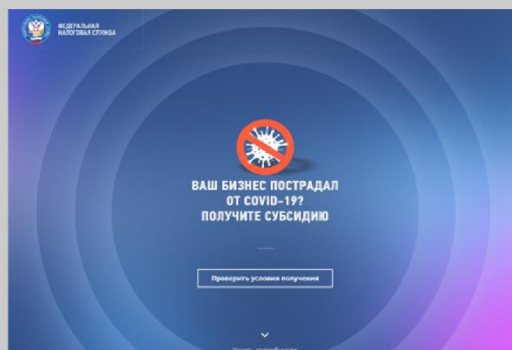 ФЕДЕРАЛЬНАЯ
НАЛОГОВАЯ СЛУЖБА
ВАШ БИЗНЕС ПОСТРАДАЛ
ОТ COVID-19?
ПОЛУЧИТЕ СУБСИДИЮ
Проверить условия получения